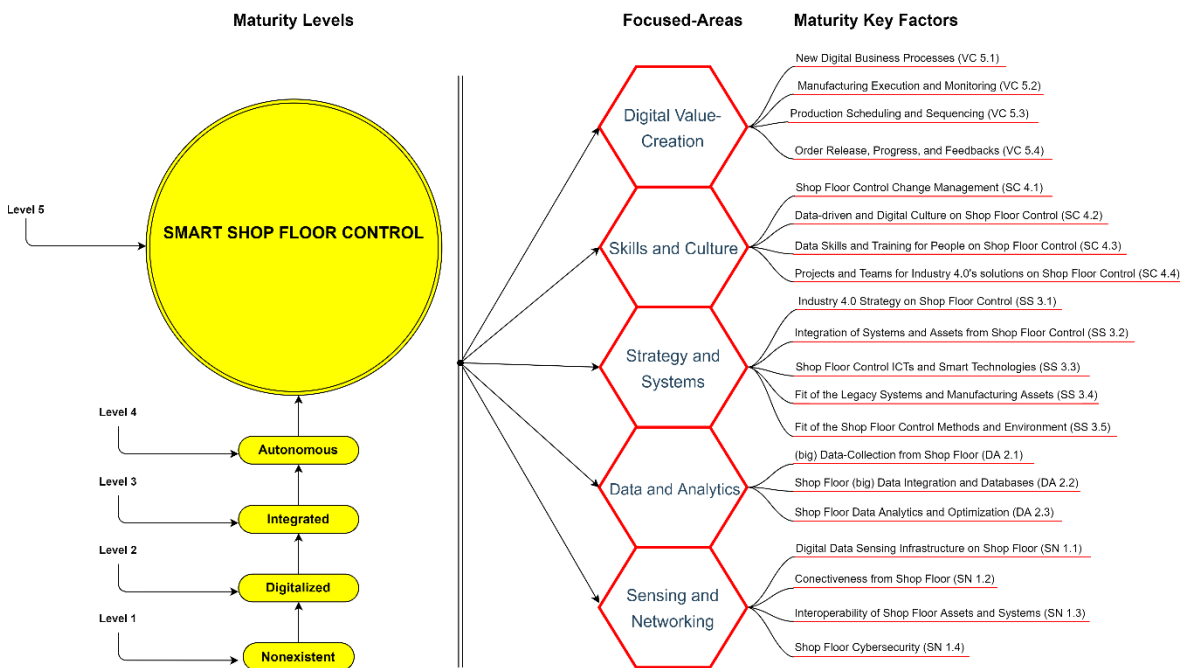 Maturity Levels
Focused-Areas
Maturity Key Factors
Level 5
SMART SHOP FLOOR CONTROL
Level 4
Autonomous
Level 3
Integrated
Level 2
Digitalized
Level 1
Nonexistent
Digital Value-
Creation
New Digital Business Processes (VC 5.1)
Manufacturing Execution and Monitoring (VC 5.2)
Production Scheduling and Sequencing (VC 5.3)
Order Release, Progress, and Feedbacks (VC 5.4)
Skills and Culture
Shop Floor Control Change Management (SC 4.1)
Data-driven and Digital Culture on Shop Floor Control (SC 4.2)
Data Skills and Training for People on Shop Floor Control (SC 4.3)
Projects and Teams for Industry 4.0's solutions on Shop Floor Control (SC 4.4)
Strategy and
Systems
Industry 4.0 Strategy on Shop Floor Control (SS 3.1)
Integration of Systems and Assets from Shop Floor Control (SS 3.2)
Shop Floor Control ICTs and Smart Technologies (SS 3.3)
Fit of the Legacy Systems and Manufacturing Assets (SS 3.4)
Fit of the Shop Floor Control Methods and Environment (SS 3.5)
Data and Analytics
(big) Data-Collection from Shop Floor (DA 2.1)
Shop Floor (big) Data Integration and Databases (DA 2.2)
Shop Floor Data Analytics and Optimization (DA 2.3)
Sensing and
Networking
Digital Data Sensing Infrastructure on Shop Floor (SN 1.1)
Conectiveness from Shop Floor (SN 1.2)
Interoperability of Shop Floor Assets and Systems (SN 1.3)
Shop Floor Cybersecurity (SN 1.4)